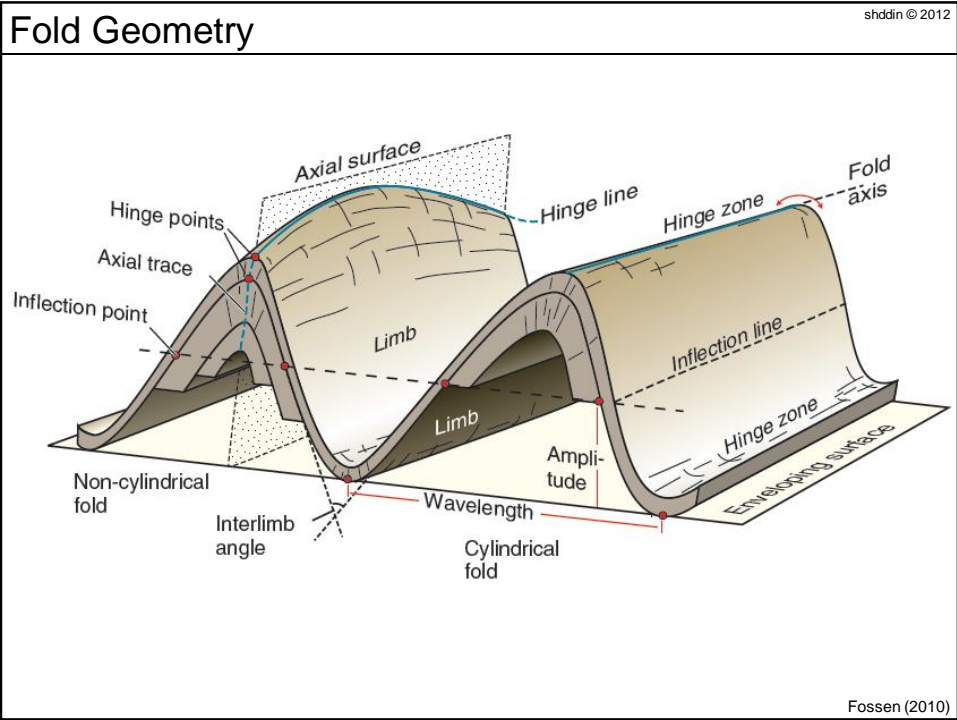 Fold Geometry
shddin © 2012
Axial surface
Fold
axis
Hinge zone
Hinge line
Hinge points
Axial trace
Inflection point
Limb
Inflection line
Limb
Hinge zone
Ampli-
tude
Enveloping surface
Non-cylindrical
fold
Wavelength
Interlimb
angle
Cylindrical
fold
Fossen (2010)